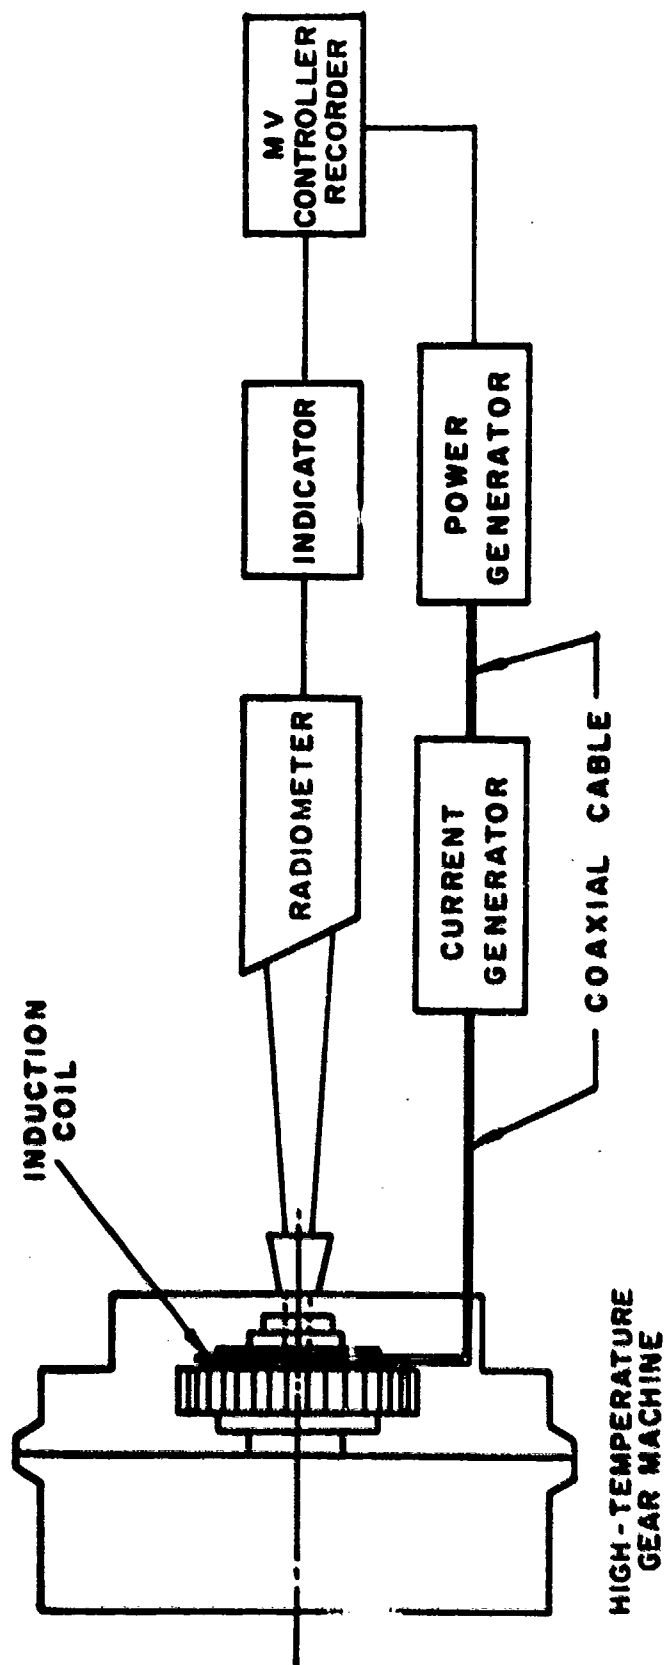 INDUCTION
COIL
RADIOMETER
INDICATOR
MV
CONTROLLER
RECORDER
CURRENT
GENERATOR
POWER
GENERATOR
COAXIAL CABLE
HIGH-TEMPERATURE
GEAR MACHINE